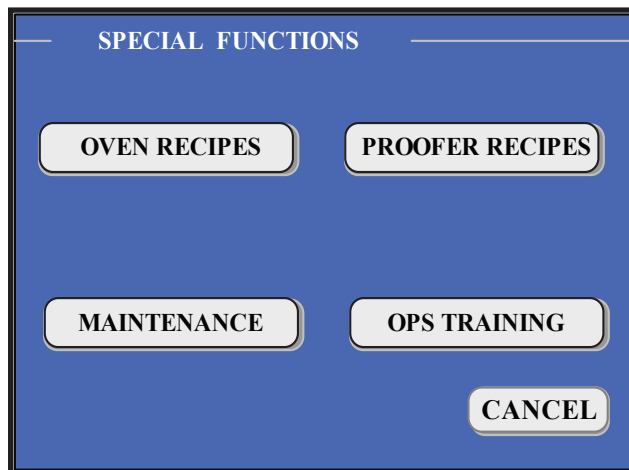 SPECIAL FUNCTIONS
OVEN RECIPES
PROOFER RECIPES
MAINTENANCE
OPS TRAINING
CANCEL